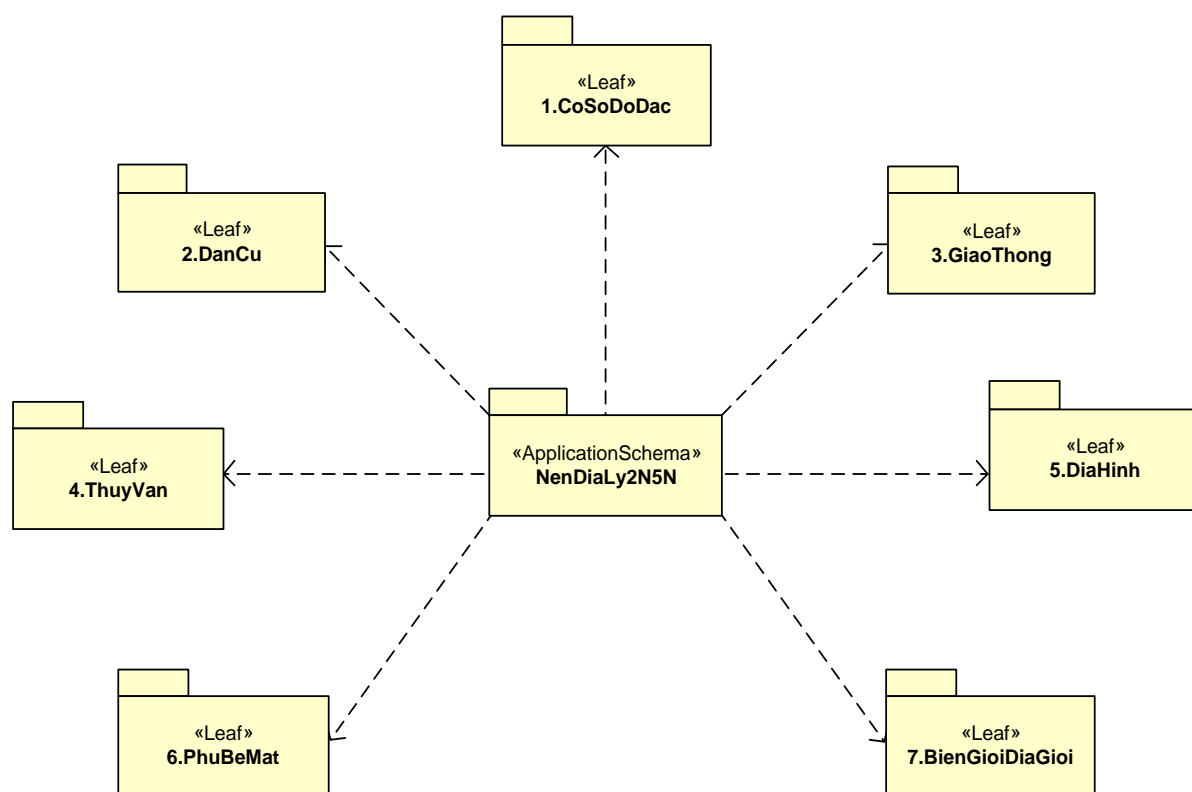 «Leaf»
1.CoSoDoDac
«Leaf»
2.DanCu
«Leaf»
3.GiaoThong
«Leaf»
4.ThuyVan
«ApplicationSchema»
NenDiaLy2N5N
«Leaf»
5.DiaHinh
«Leaf»
6.PhuBeMat
«Leaf»
7.BienGioiDiaGioi